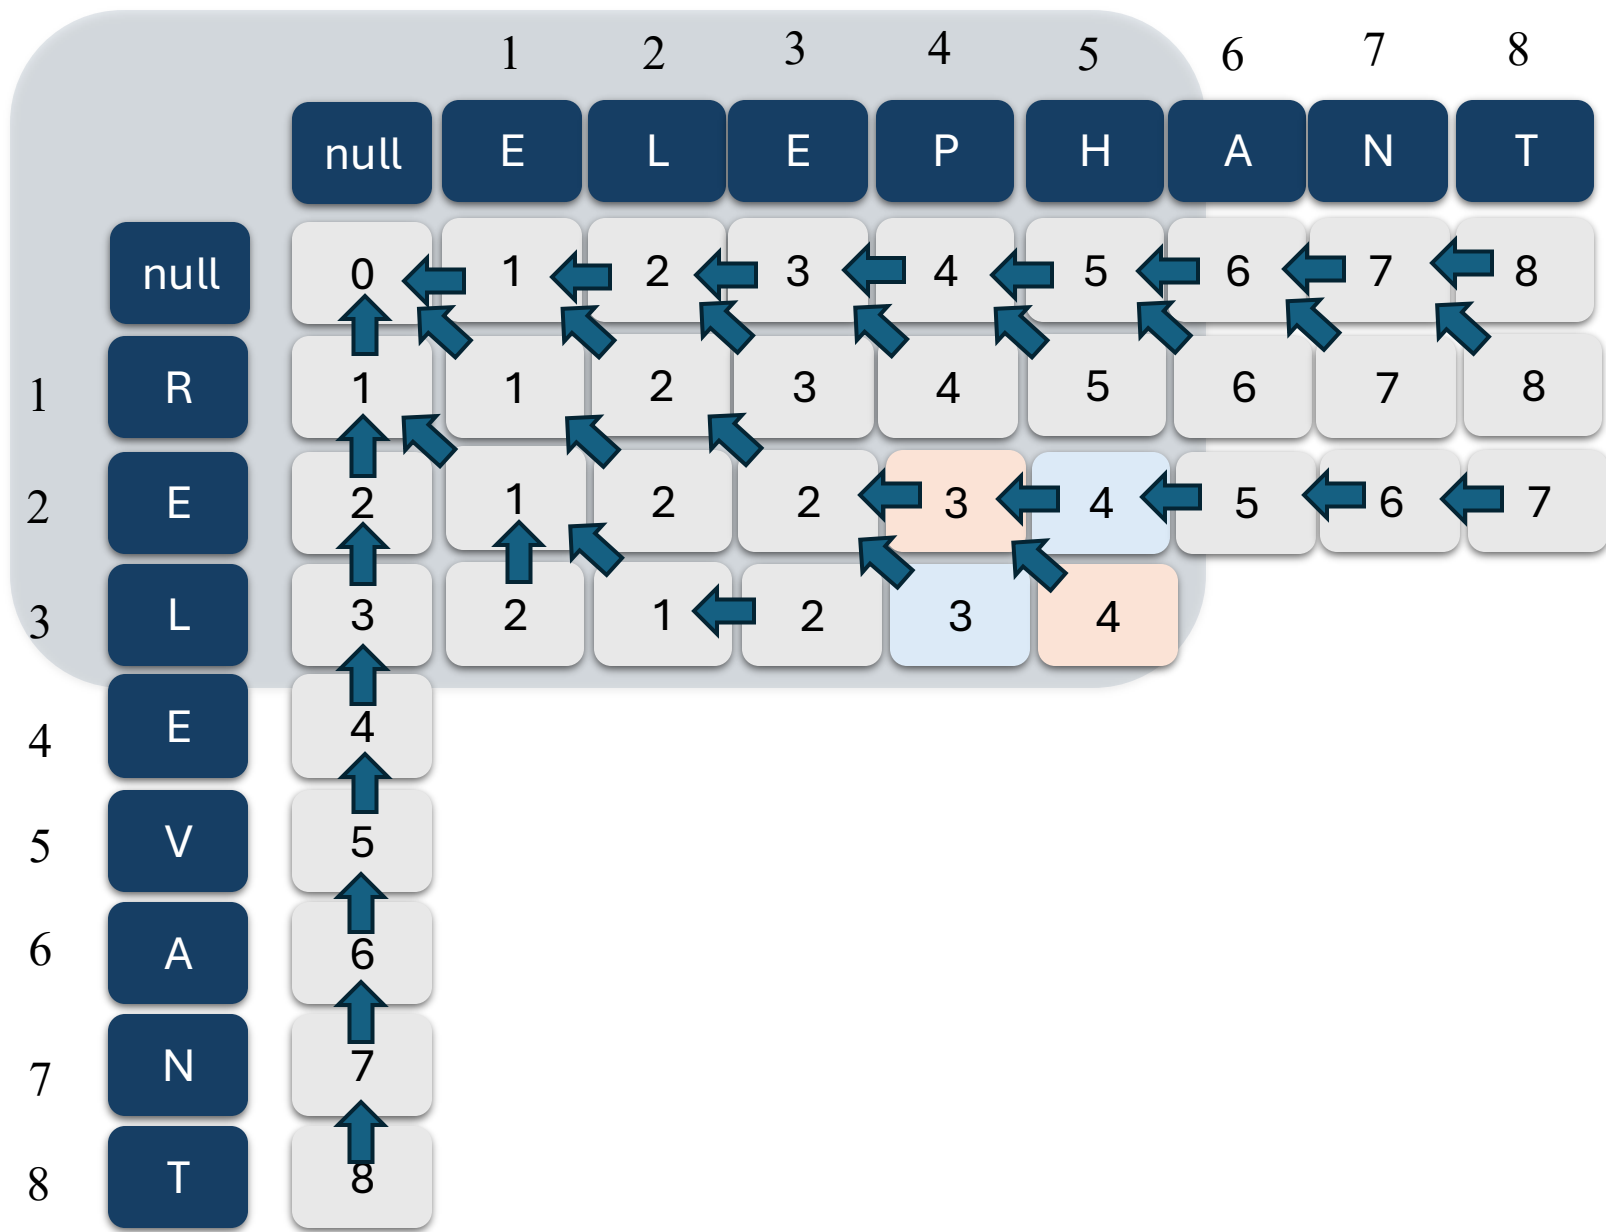 1 2 3 4 5 6 7 8
null E L E P H A N T
null 0 1 2 3 4 5 6 7 8
1 R 1 1 2 3 4 5 6 7 8
2 E 2 1 2 2 3 4 5 6 7
3 L 3 2 1 2 3 4
4 E 4
5 V 5
6 A 6
7 N 7
8 T 8